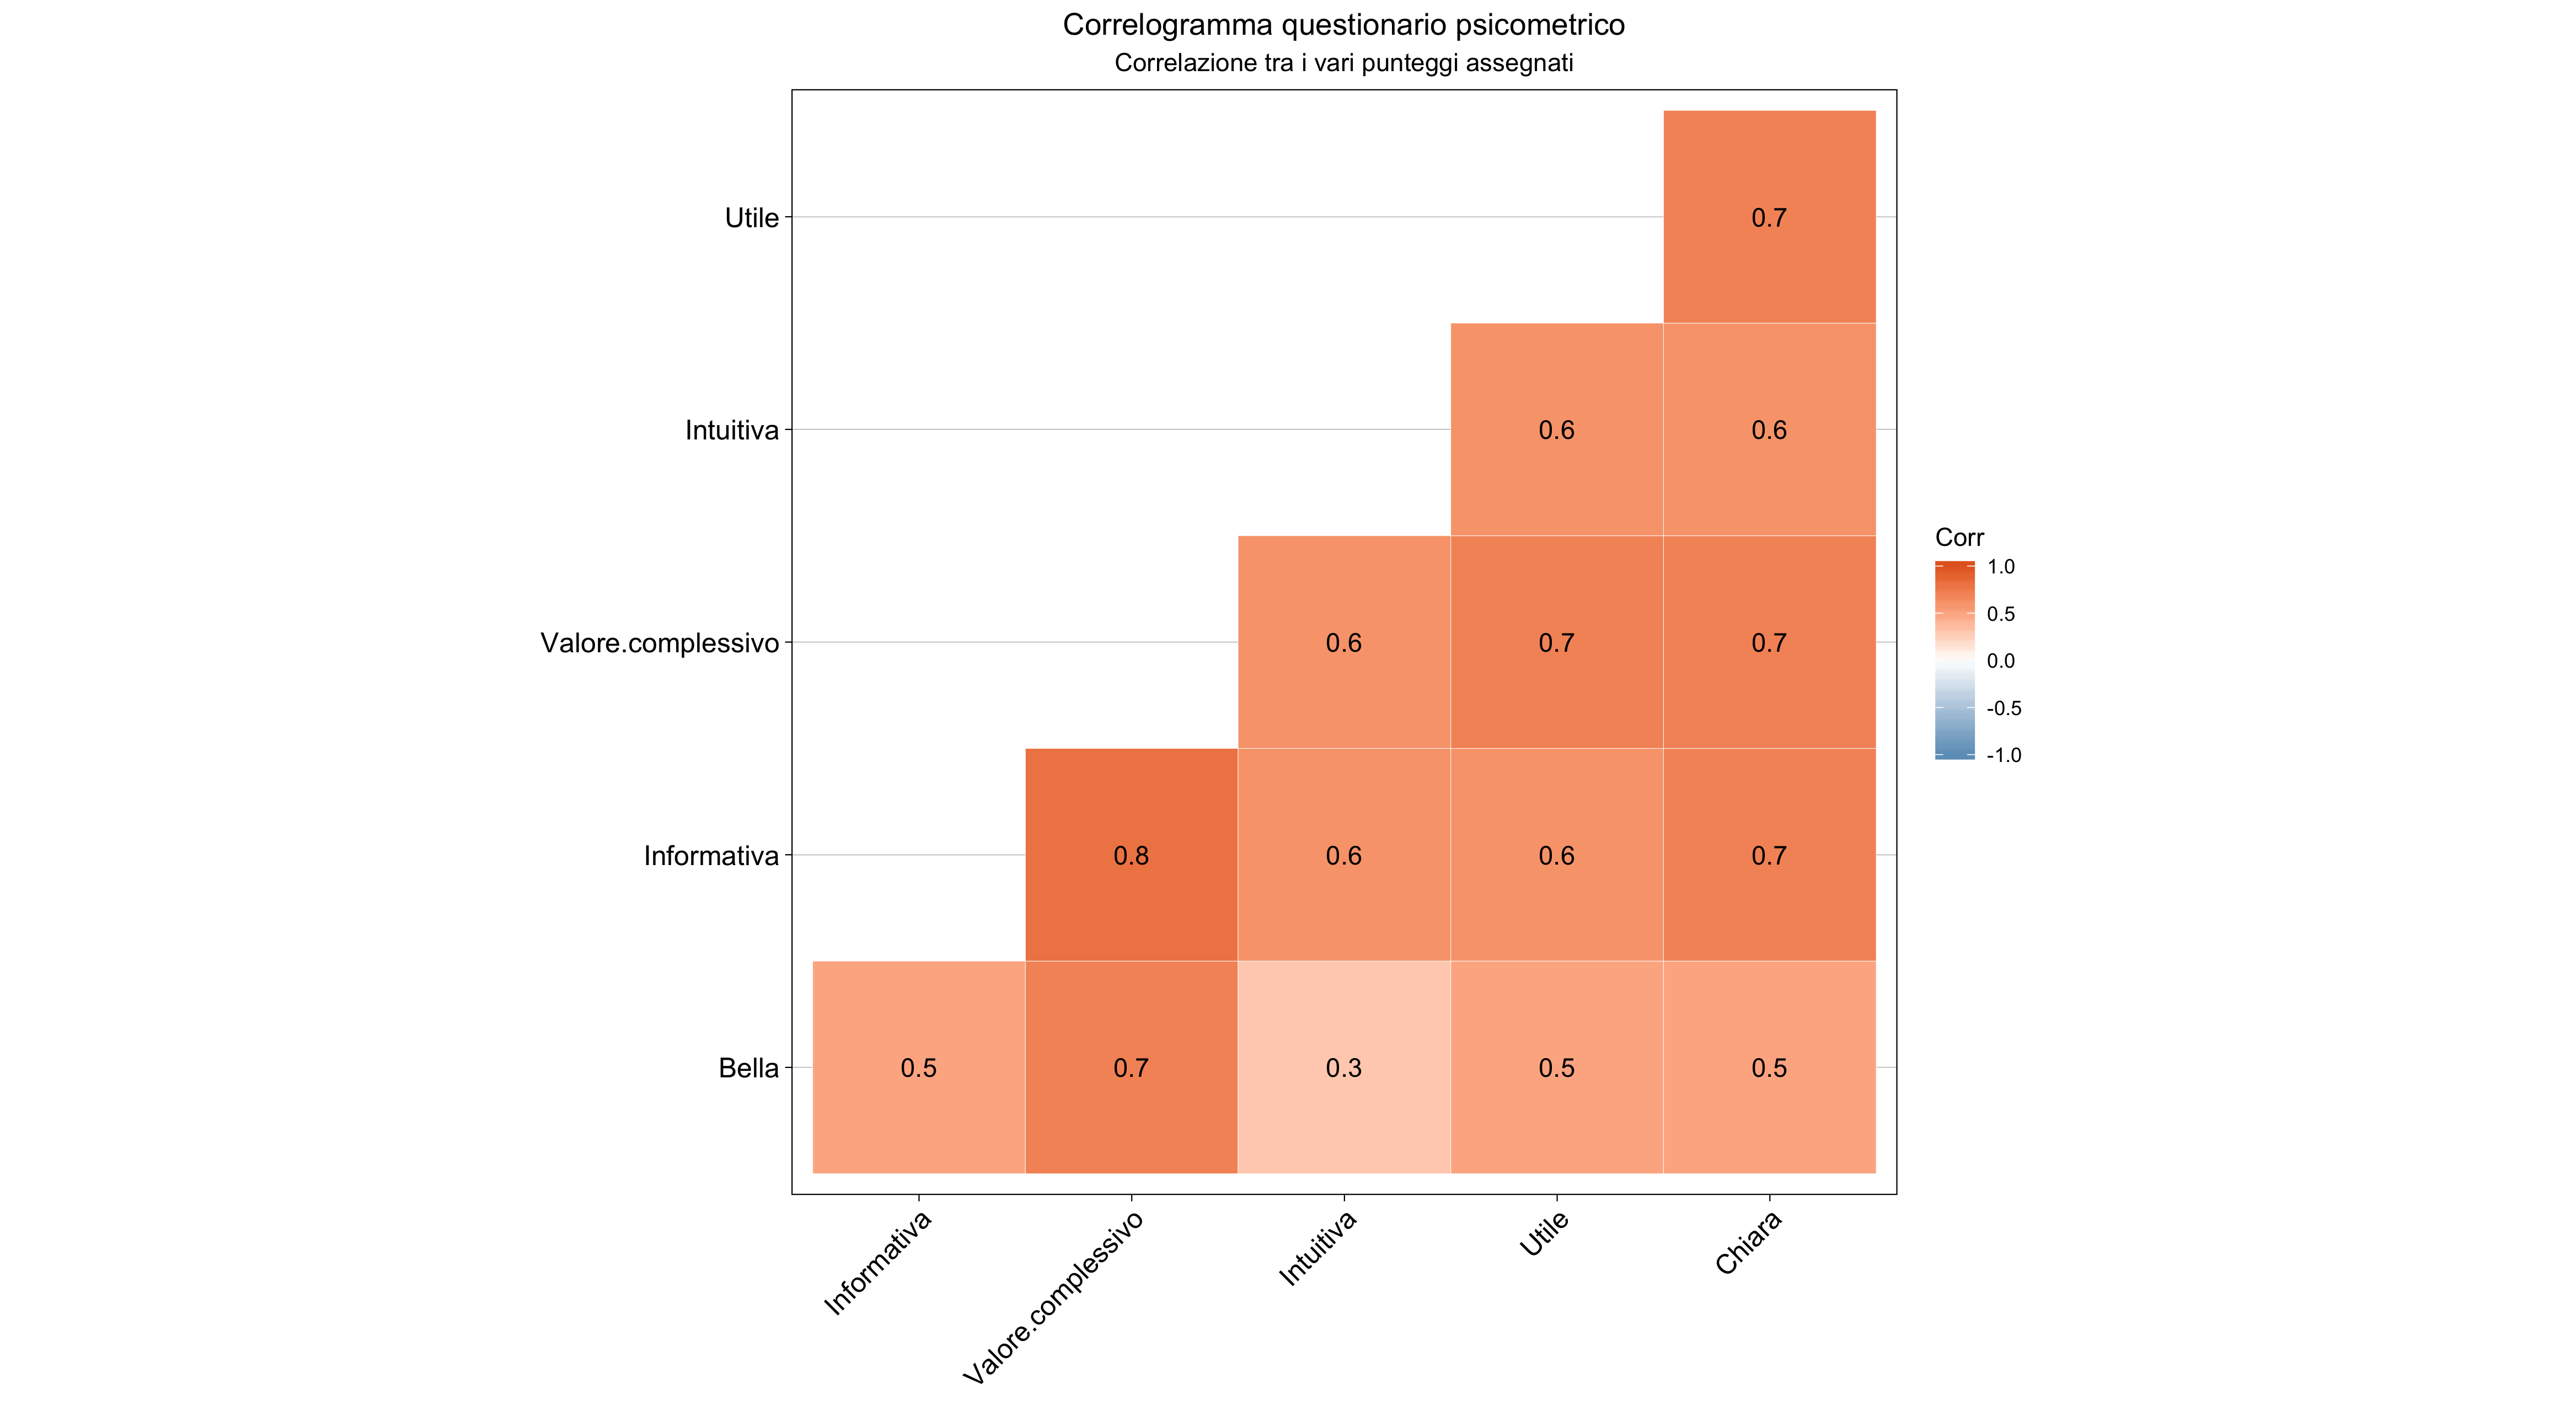 Correlogramma questionario psicometrico
Correlazione tra i vari punteggi assegnati
Utile
0.7
Intuitiva
0.6 0.6
Valore.complessivo
0.6 0.7 0.7
Informativa
0.8 0.6 0.6 0.7
Bella
0.5 0.7 0.3 0.5 0.5
Informativa
Valore.complessivo
Intuitiva
Utile
Chiara
Corr
1.0
0.5
0.0
-0.5
-1.0